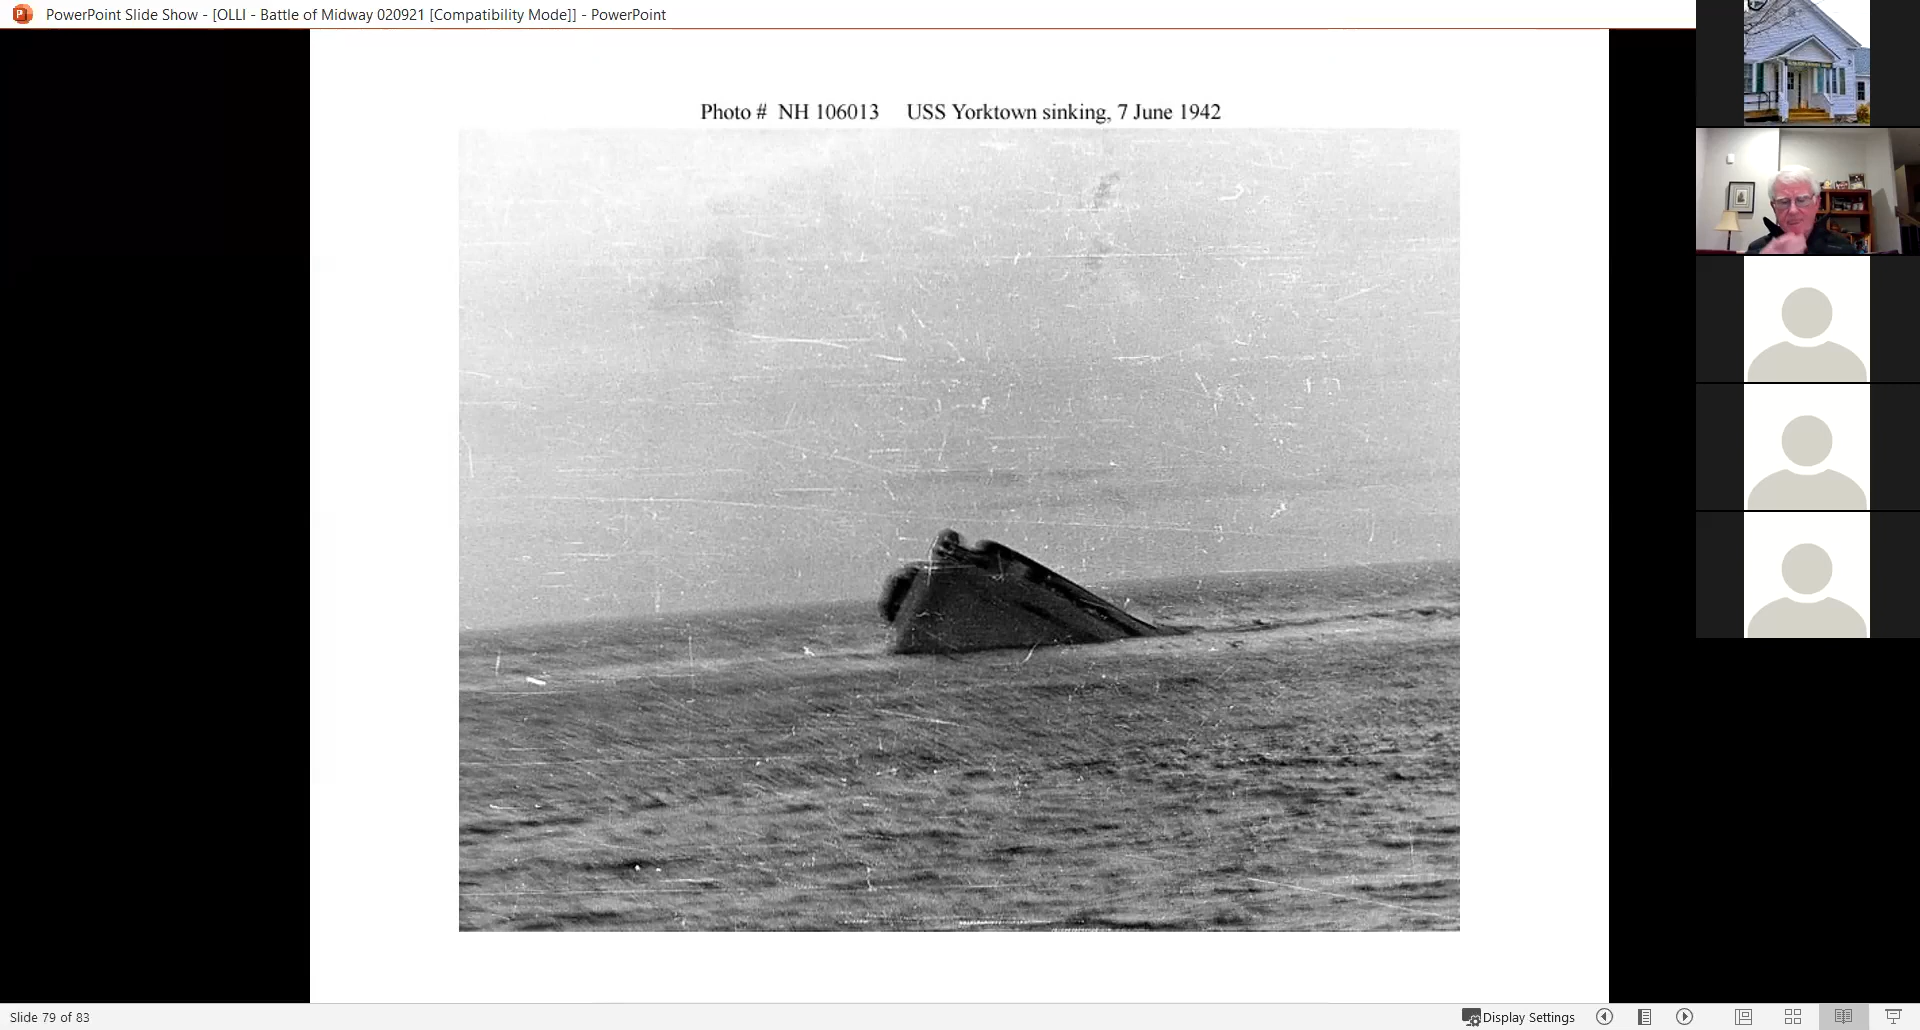 PowerPoint Slide Show - [OLLI - Battle of Midway 020921 [Compatibility Mode]] - PowerPoint
Photo # NH 106013 USS Yorktown sinking, 7 June 1942
Slide 79 of 83
Display Settings